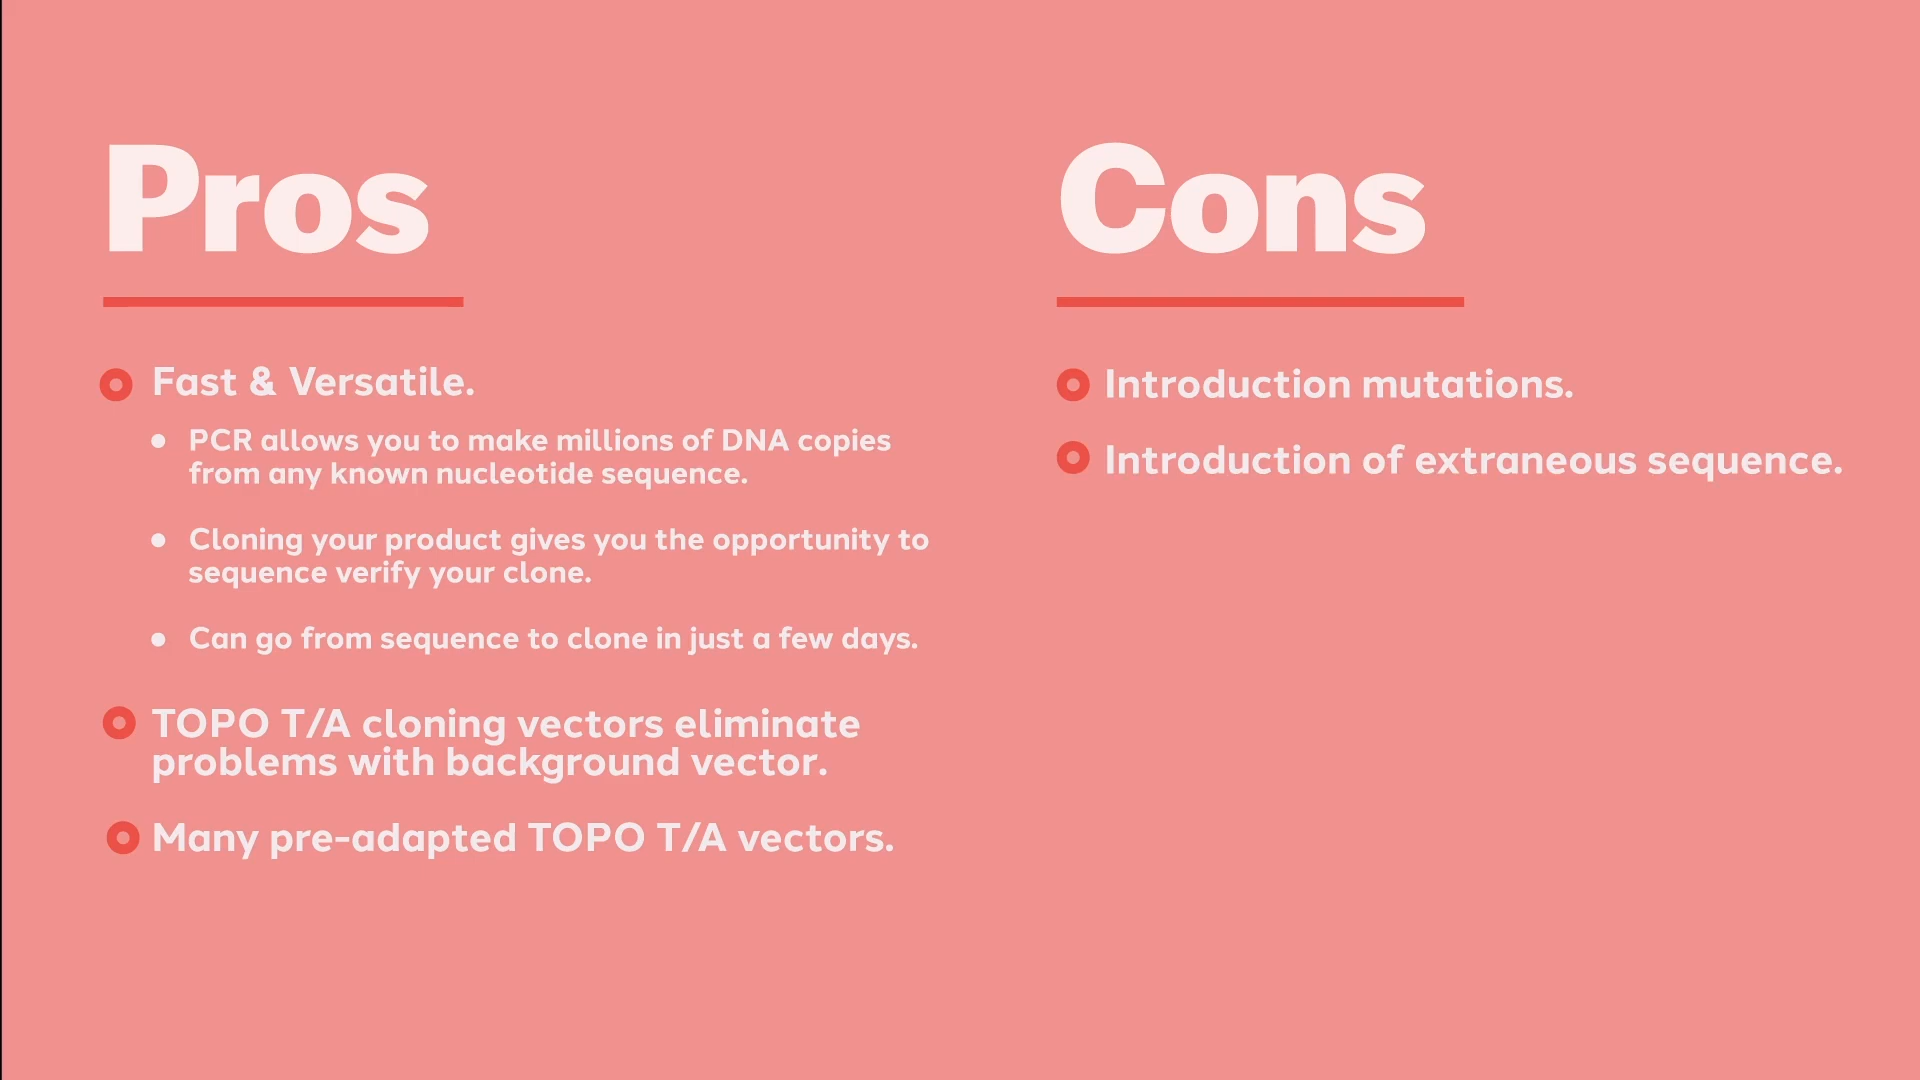 Pros
Fast & Versatile.
PCR allows you to make millions of DNA copies
from any known nucleotide sequence.
Cloning your product gives you the opportunity to
sequence verify your clone.
Can go from sequence to clone in just a few days.
TOPO T/A cloning vectors eliminate
problems with background vector.
Many pre-adapted TOPO T/A vectors.
Cons
Introduction mutations.
Introduction of extraneous sequence.